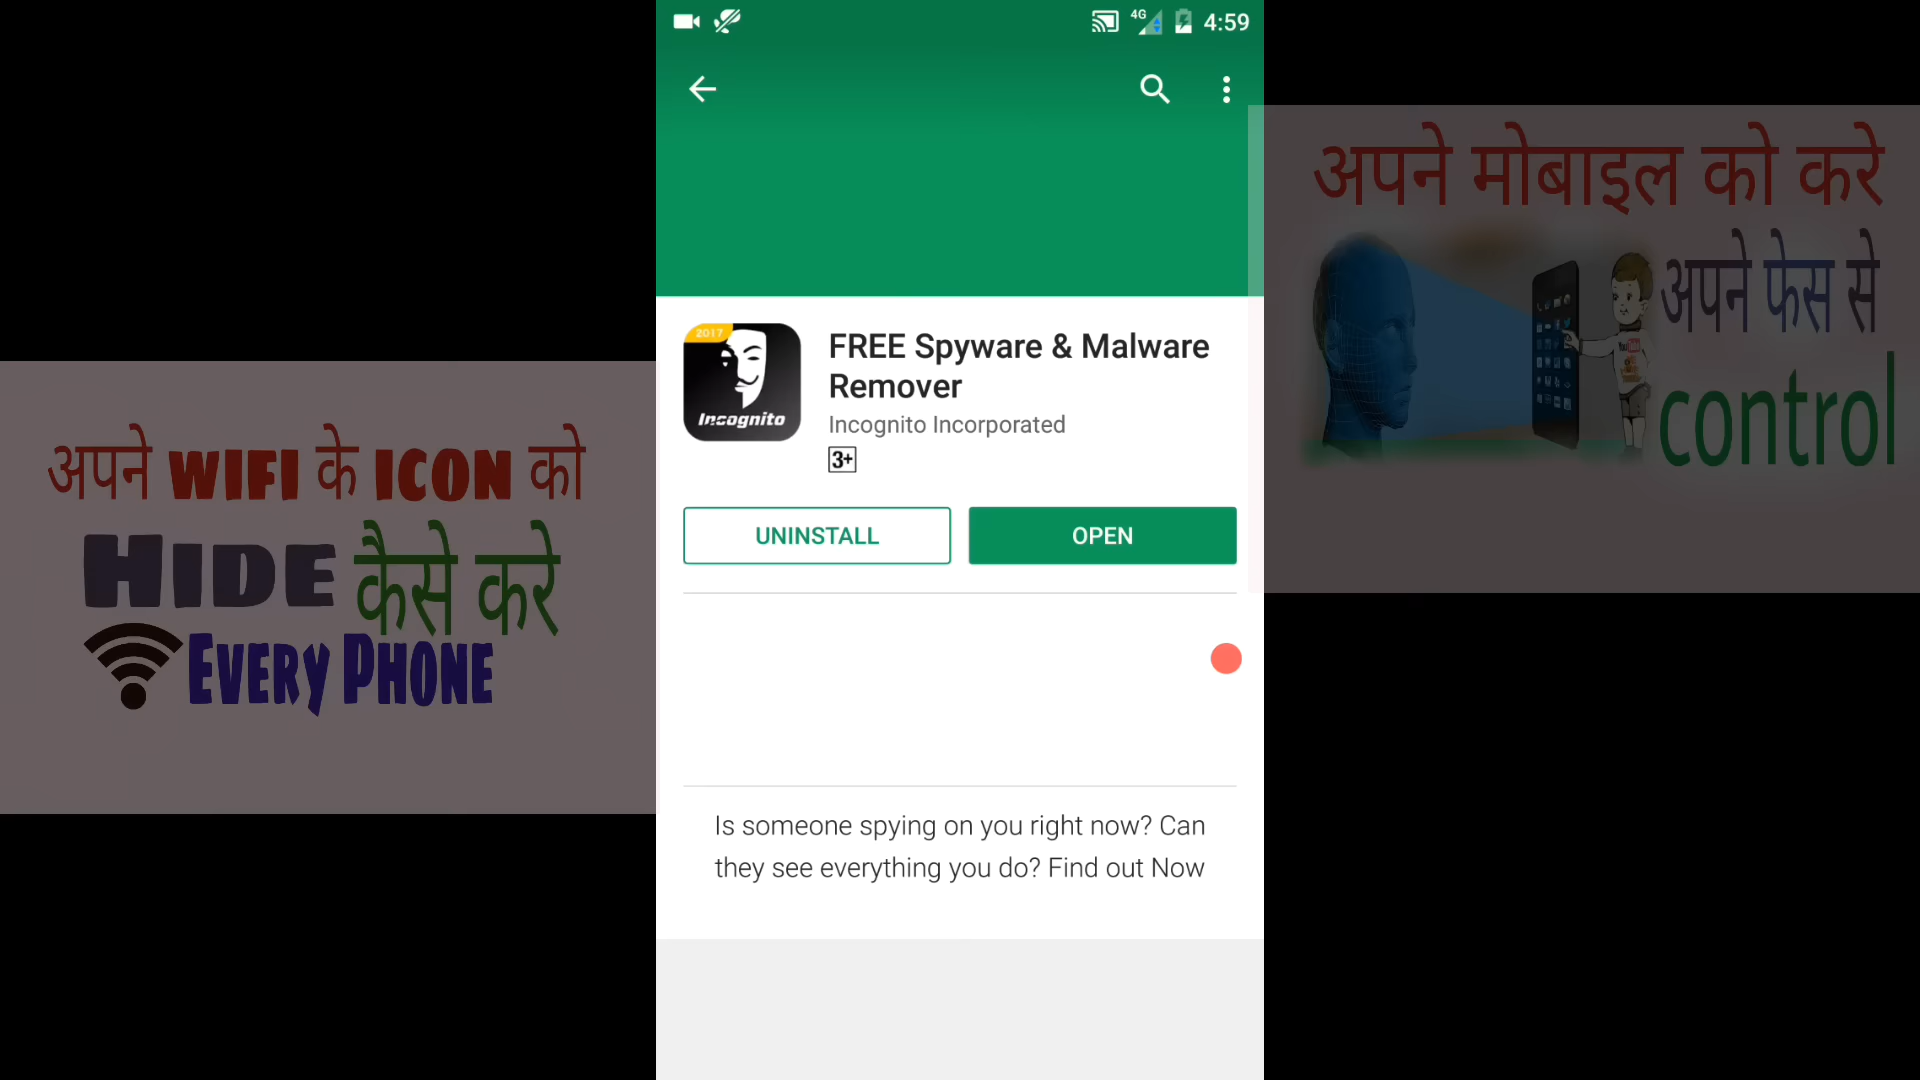 4G 4:59
2017
Incognito
FREE Spyware & Malware
Remover
Incognito Incorporated
3+
UNINSTALL
OPEN
Is someone spying on you right now? Can
they see everything you do? Find out Now
अपने WIFI के ICON को
HIDE कैसे करे
EVERY PHONE
अपने मोबाइल को करे
अपने फेस से
control